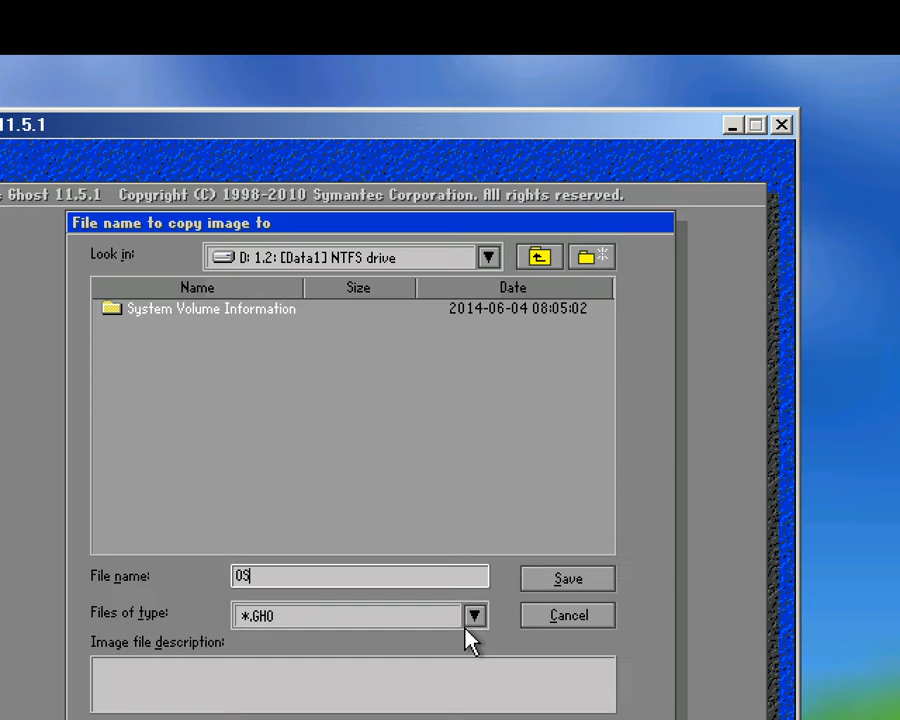 11.5.1
Ghost 11.5.1 Copyright (C) 1998-2010 Symantec Corporation. All rights reserved.
File name to copy image to
Look in: D: 1.2: [Data1] NTFS drive
Name Size Date
System Volume Information 2014-06-04 08:05:02
File name: OS Save
Files of type: *.GHO Cancel
Image file description: